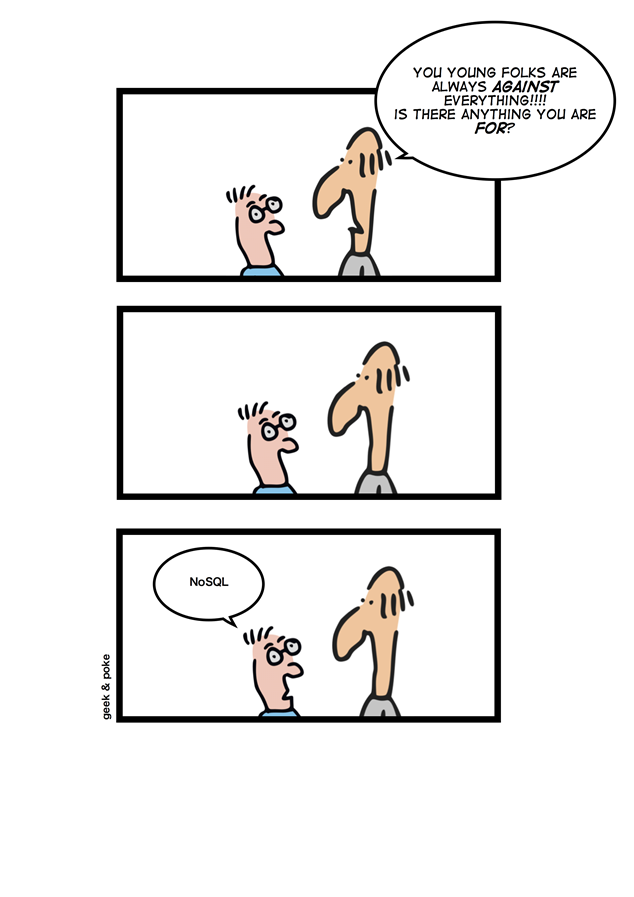 YOU YOUNG FOLKS ARE
ALWAYS AGAINST
EVERYTHING!!!!
IS THERE ANYTHING YOU ARE
FOR?
NoSQL
geek & poke